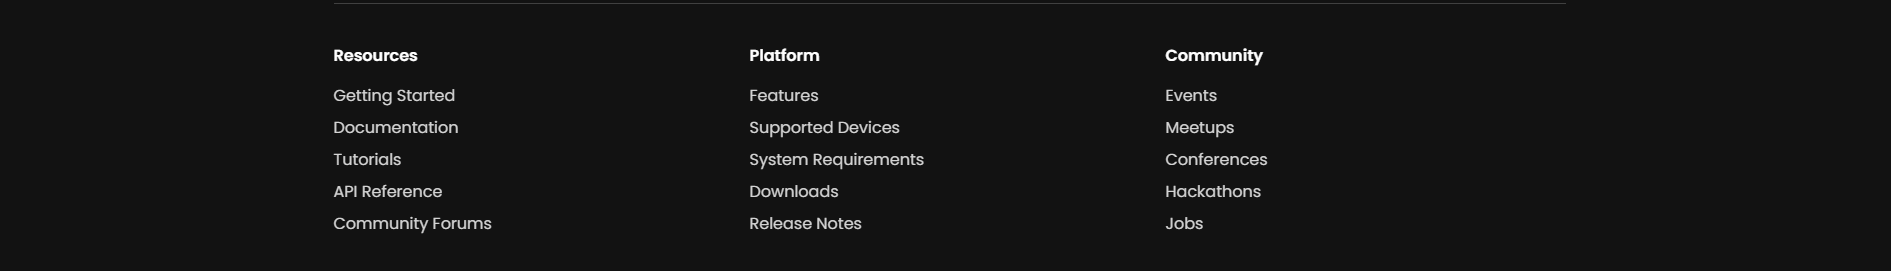 Resources
Getting Started
Documentation
Tutorials
API Reference
Community Forums
Platform
Features
Supported Devices
System Requirements
Downloads
Release Notes
Community
Events
Meetups
Conferences
Hackathons
Jobs